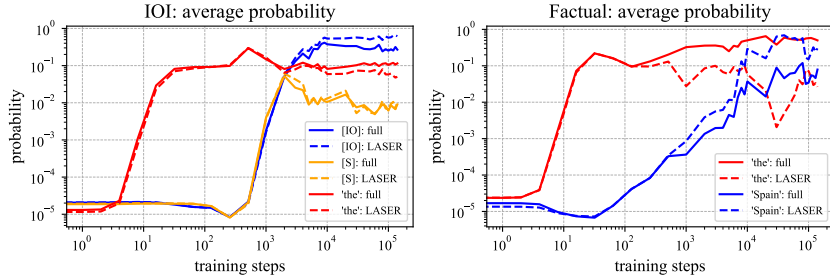 IOI: average probability
10^0
10^-1
10^-2
10^-3
10^-4
10^-5
probability
[IO]: full
[IO]: LASER
[S]: full
[S]: LASER
'the': full
'the': LASER
10^0 10^1 10^2 10^3 10^4 10^5
training steps
Factual: average probability
10^0
10^-1
10^-2
10^-3
10^-4
10^-5
probability
'the': full
'the': LASER
'Spain': full
'Spain': LASER
10^0 10^1 10^2 10^3 10^4 10^5
training steps